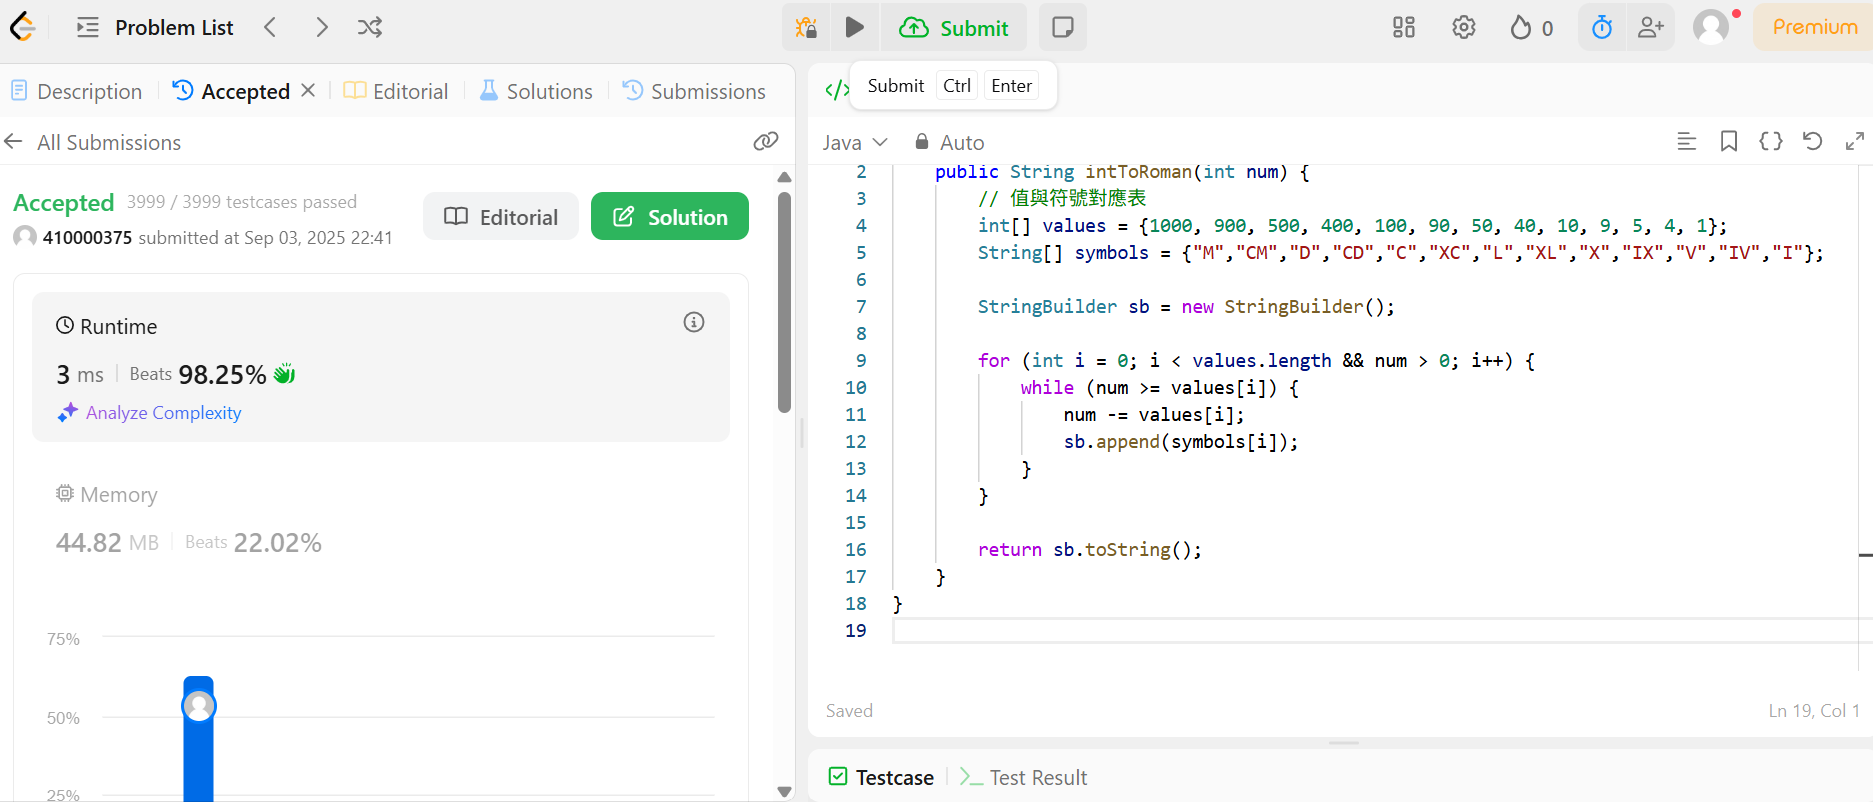 Problem List
Submit
0
Premium
Description
Accepted
Editorial
Solutions
Submissions
</>
Submit Ctrl Enter
All Submissions
Java
Auto
Accepted 3999 / 3999 testcases passed
410000375 submitted at Sep 03, 2025 22:41
Editorial
Solution
Runtime
3 ms Beats 98.25%
Analyze Complexity
Memory
44.82 MB Beats 22.02%
75%
50%
25%
2 public String intToRoman(int num) {
3 // 值與符號對應表
4 int[] values = {1000, 900, 500, 400, 100, 90, 50, 40, 10, 9, 5, 4, 1};
5 String[] symbols = {"M","CM","D","CD","C","XC","L","XL","X","IX","V","IV","I"};
6
7 StringBuilder sb = new StringBuilder();
8
9 for (int i = 0; i < values.length && num > 0; i++) {
10 while (num >= values[i]) {
11 num -= values[i];
12 sb.append(symbols[i]);
13 }
14 }
15
16 return sb.toString();
17 }
18 }
19
Saved
Ln 19, Col 1
Testcase
Test Result